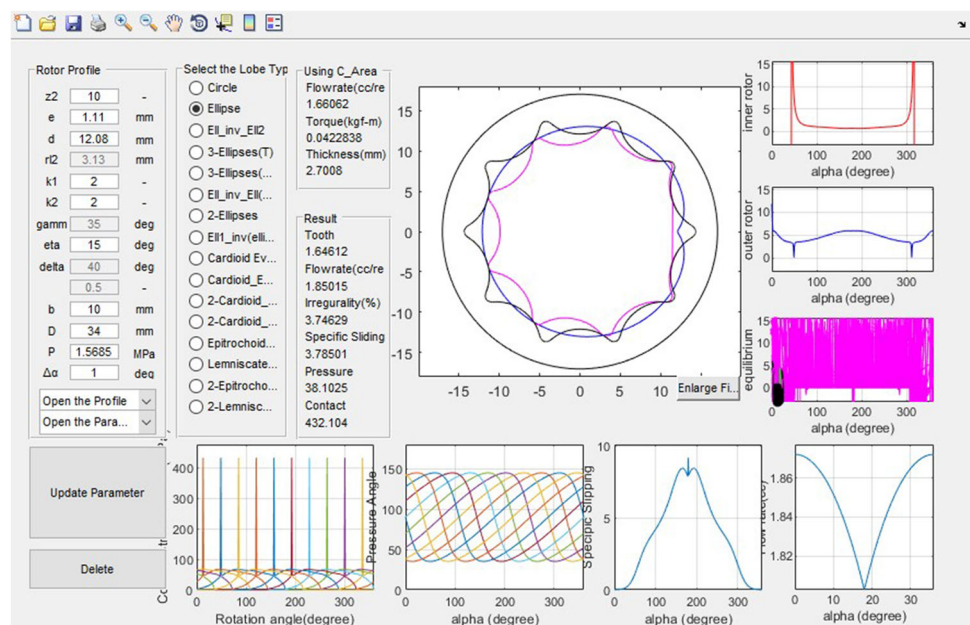 Rotor Profile
z2 10 -
e 1.11 mm
d 12.08 mm
rl2 3.13 mm
k1 2 -
k2 2 -
gamm 35 deg
eta 15 deg
delta 40 deg
0.5 -
b 10 mm
D 34 mm
P 1.5685 MPa
Δα 1 deg
Open the Profile
Open the Para...
Update Parameter
Delete
Select the Lobe Typ
Circle
Ellipse
Ell_inv_Ell2
3-Ellipses(T)
3-Ellipses(...
Ell_inv_Ell(...
2-Ellipses
Ell1_inv(elli...
Cardioid Ev...
Cardioid_E...
2-Cardioid_...
2-Cardioid_...
Epitrochoid...
Lemniscate...
2-Epitrocho...
2-Lemnisc...
Using C_Area
Flowrate(cc/re
1.66062
Torque(kgf-m)
0.0422838
Thickness(mm)
2.7008
Result
Tooth
1.64612
Flowrate(cc/re
1.85015
Irregurality(%)
3.74629
Specific Sliding
3.78501
Pressure
38.1025
Contact
432.104
15
10
5
0
-5
-10
-15
-15 -10 -5 0 5 10
Enlarge Fi...
inner rotor
15
10
5
0
0 100 200 300
alpha (degree)
outer rotor
15
10
5
0
0 100 200 300
alpha (degree)
equilibrium
15
10
5
0
0 100 200 300
alpha (degree)
400
300
200
100
0
0 100 200 300
Rotation angle(degree)
Pressure Angle
150
100
50
0
0 100 200 300
alpha (degree)
Specific Slipping
10
5
0
0 100 200 300
alpha (degree)
1.86
1.84
1.82
0 10 20 30
alpha (degree)